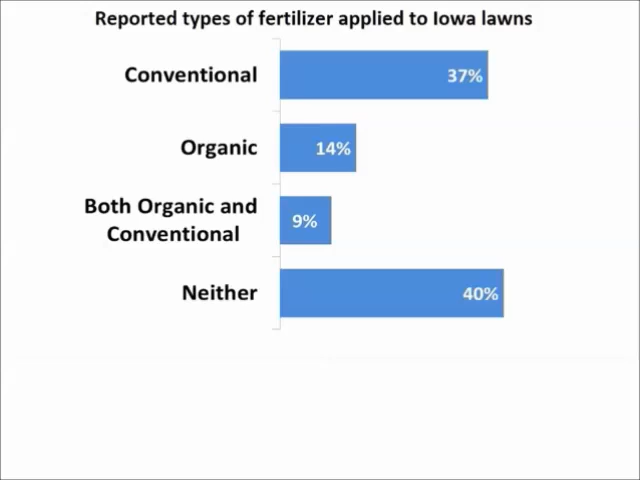 Reported types of fertilizer applied to Iowa lawns
Conventional
37%
Organic
14%
Both Organic and
Conventional
9%
Neither
40%